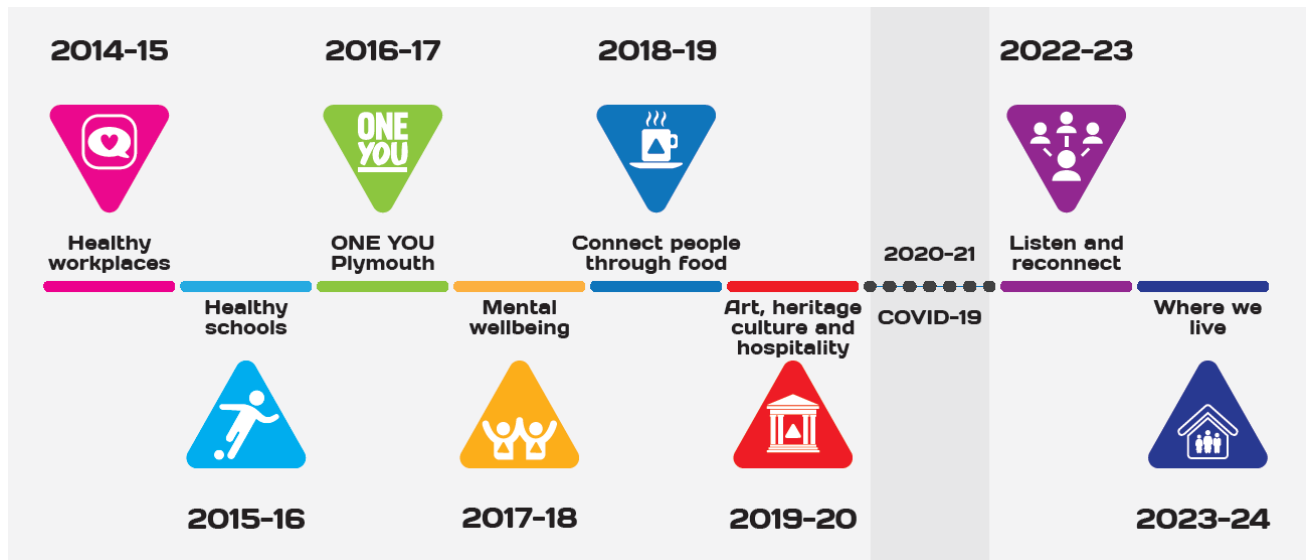 2014-15
Healthy
workplaces
Healthy
schools
2015-16
2016-17
ONE
YOU
ONE YOU
Plymouth
Mental
wellbeing
2017-18
2018-19
Connect people
through food
Art, heritage
culture and
hospitality
2019-20
2020-21
COVID-19
2022-23
Listen and
reconnect
Where we
live
2023-24